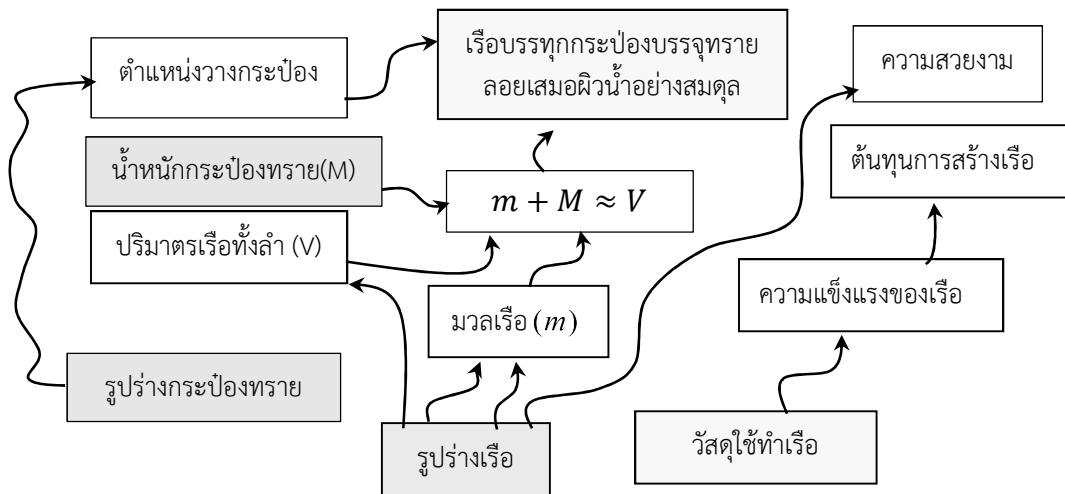 เรือบรรทุกกระป๋องบรรจุทราย
ลอยเสมอผิวน้ำอย่างสมดุล
ตำแหน่งวางกระป๋อง
ความสวยงาม
น้ำหนักกระป๋องทราย(M)
ต้นทุนการสร้างเรือ
m + M ≈ V
ปริมาตรเรือทั้งลำ (V)
ความแข็งแรงของเรือ
มวลเรือ (m)
รูปร่างกระป๋องทราย
รูปร่างเรือ
วัสดุใช้ทำเรือ